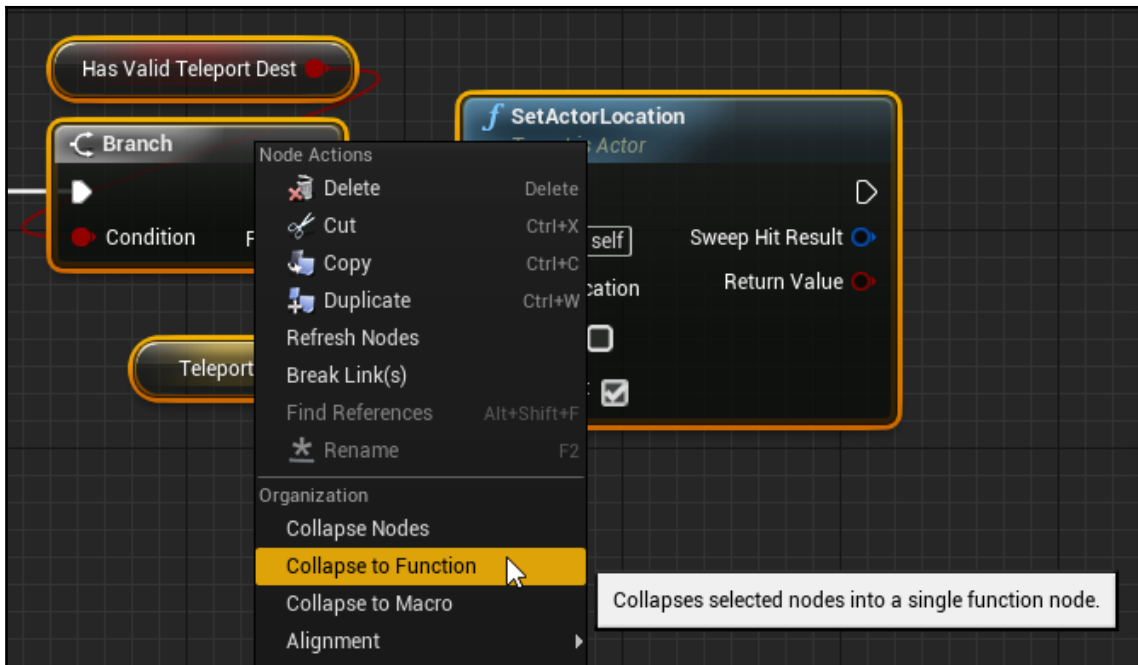 Has Valid Teleport Dest
SetActorLocation
Branch
Actor
Node Actions
Delete Delete
Cut Ctrl+X
Condition
self
Sweep Hit Result
Copy Ctrl+C
Return Value
Duplicate Ctrl+W
Refresh Nodes
Teleport
Break Link(s)
Find References Alt+Shift+F
Rename F2
Organization
Collapse Nodes
Collapse to Function
Collapses selected nodes into a single function node.
Collapse to Macro
Alignment